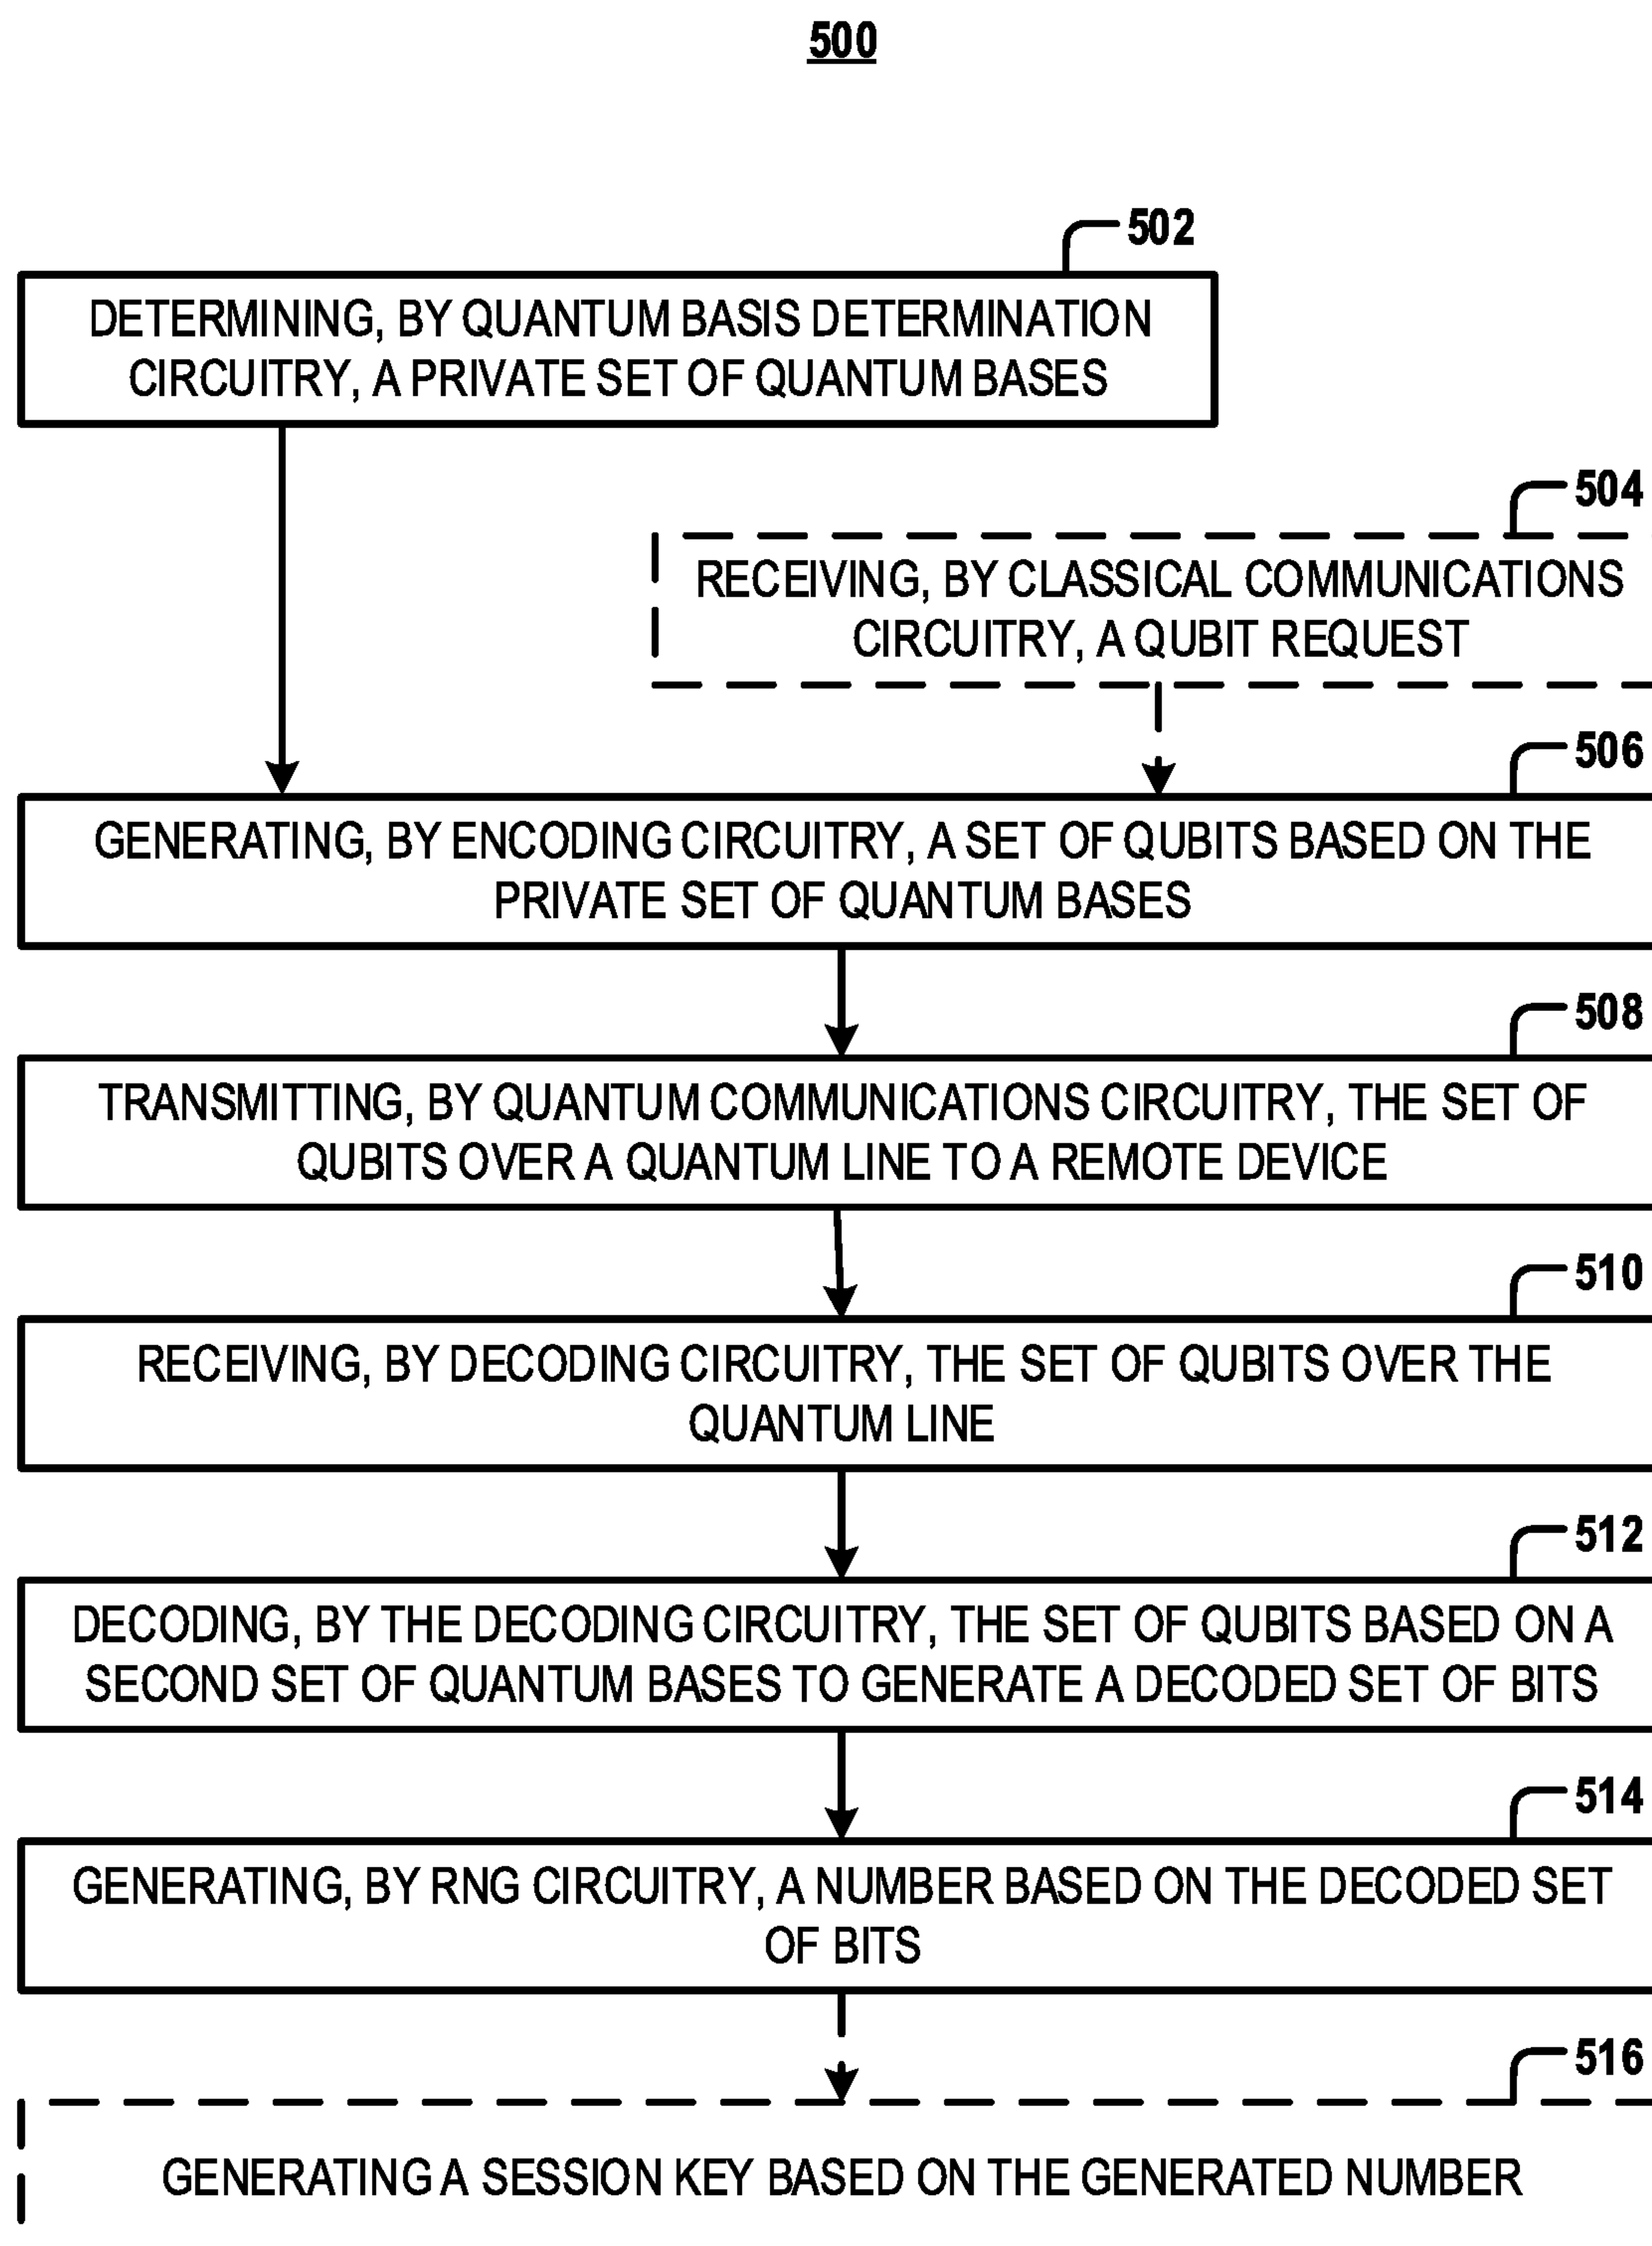 500
502
DETERMINING, BY QUANTUM BASIS DETERMINATION
CIRCUITRY, A PRIVATE SET OF QUANTUM BASES
504
RECEIVING, BY CLASSICAL COMMUNICATIONS
CIRCUITRY, A QUBIT REQUEST
506
GENERATING, BY ENCODING CIRCUITRY, A SET OF QUBITS BASED ON THE
PRIVATE SET OF QUANTUM BASES
508
TRANSMITTING, BY QUANTUM COMMUNICATIONS CIRCUITRY, THE SET OF
QUBITS OVER A QUANTUM LINE TO A REMOTE DEVICE
510
RECEIVING, BY DECODING CIRCUITRY, THE SET OF QUBITS OVER THE
QUANTUM LINE
512
DECODING, BY THE DECODING CIRCUITRY, THE SET OF QUBITS BASED ON A
SECOND SET OF QUANTUM BASES TO GENERATE A DECODED SET OF BITS
514
GENERATING, BY RNG CIRCUITRY, A NUMBER BASED ON THE DECODED SET
OF BITS
516
GENERATING A SESSION KEY BASED ON THE GENERATED NUMBER